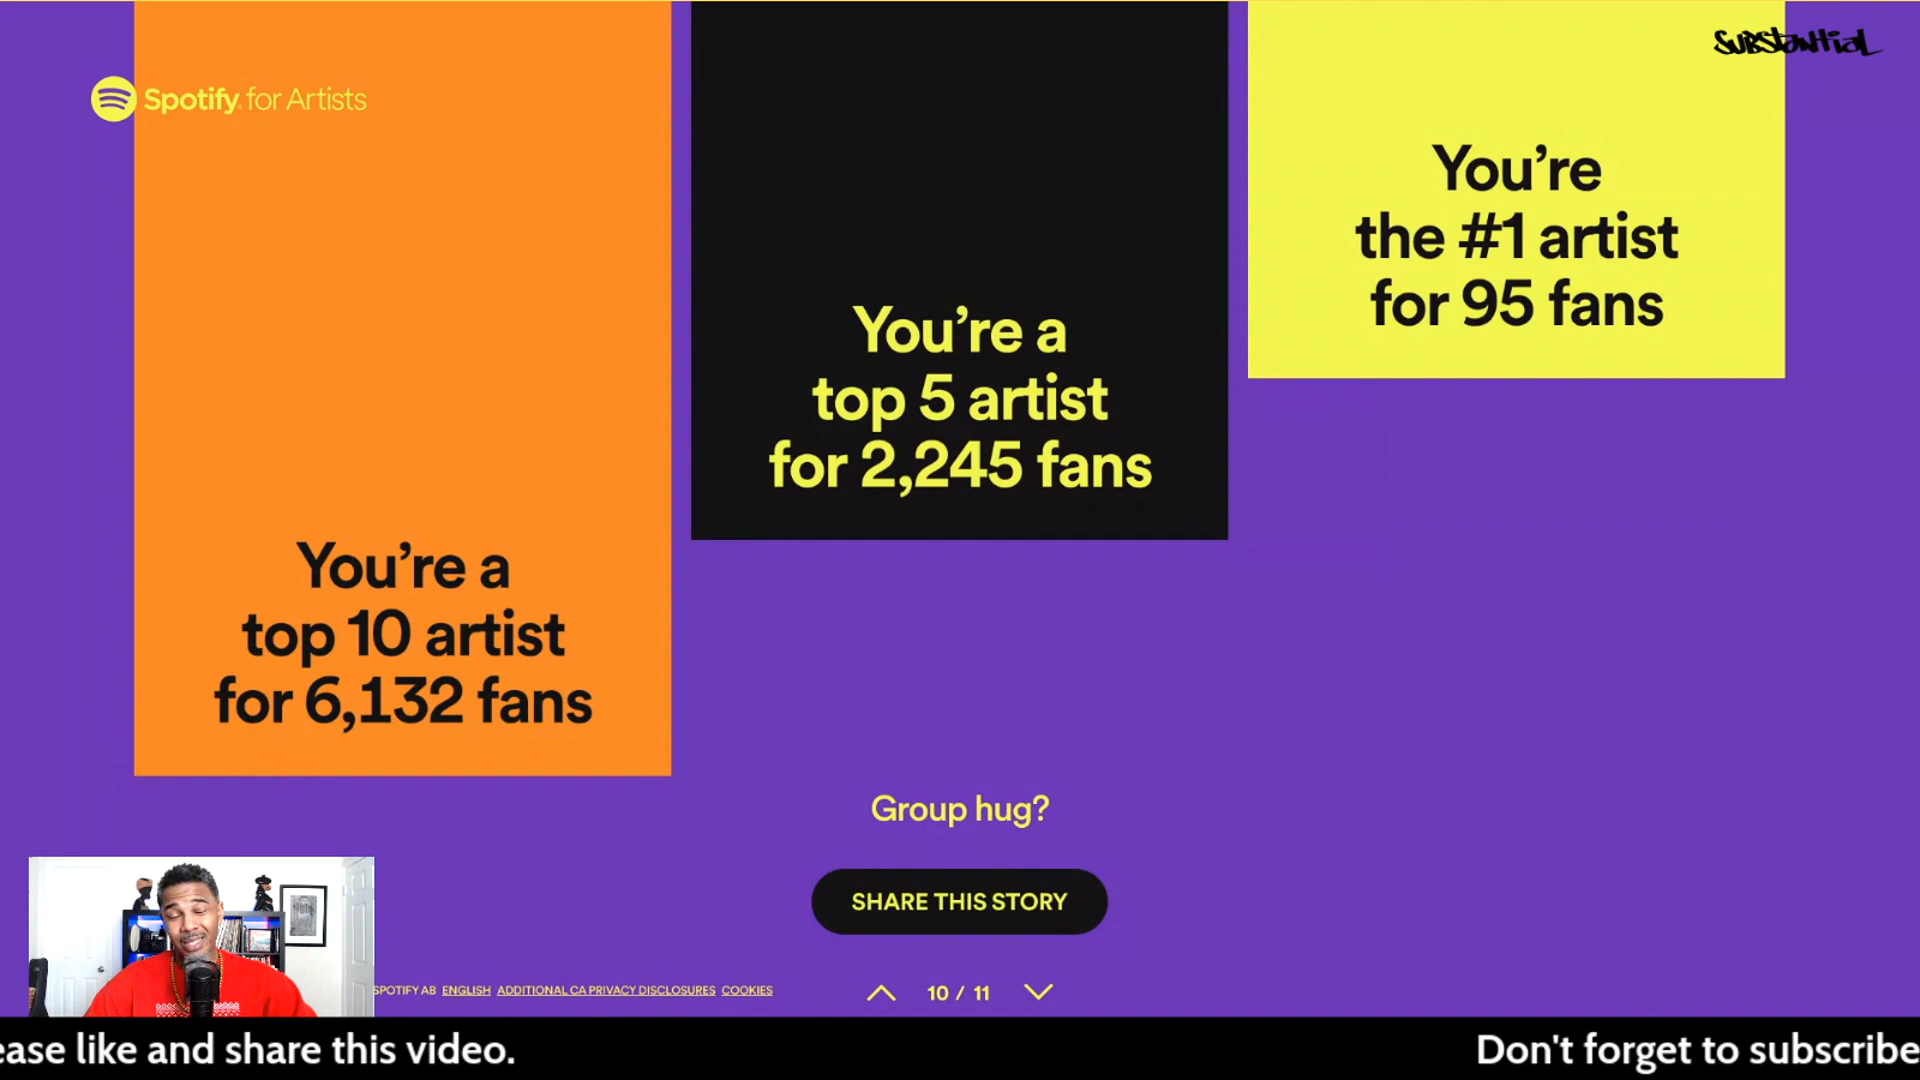 SUBStantiaL
Spotify for Artists
You're a
top 10 artist
for 6,132 fans
You're a
top 5 artist
for 2,245 fans
You're
the #1 artist
for 95 fans
Group hug?
SHARE THIS STORY
SPOTIFY AB ENGLISH ADDITIONAL CA PRIVACY DISCLOSURES COOKIES
10 / 11
ease like and share this video.
Don't forget to subscribe